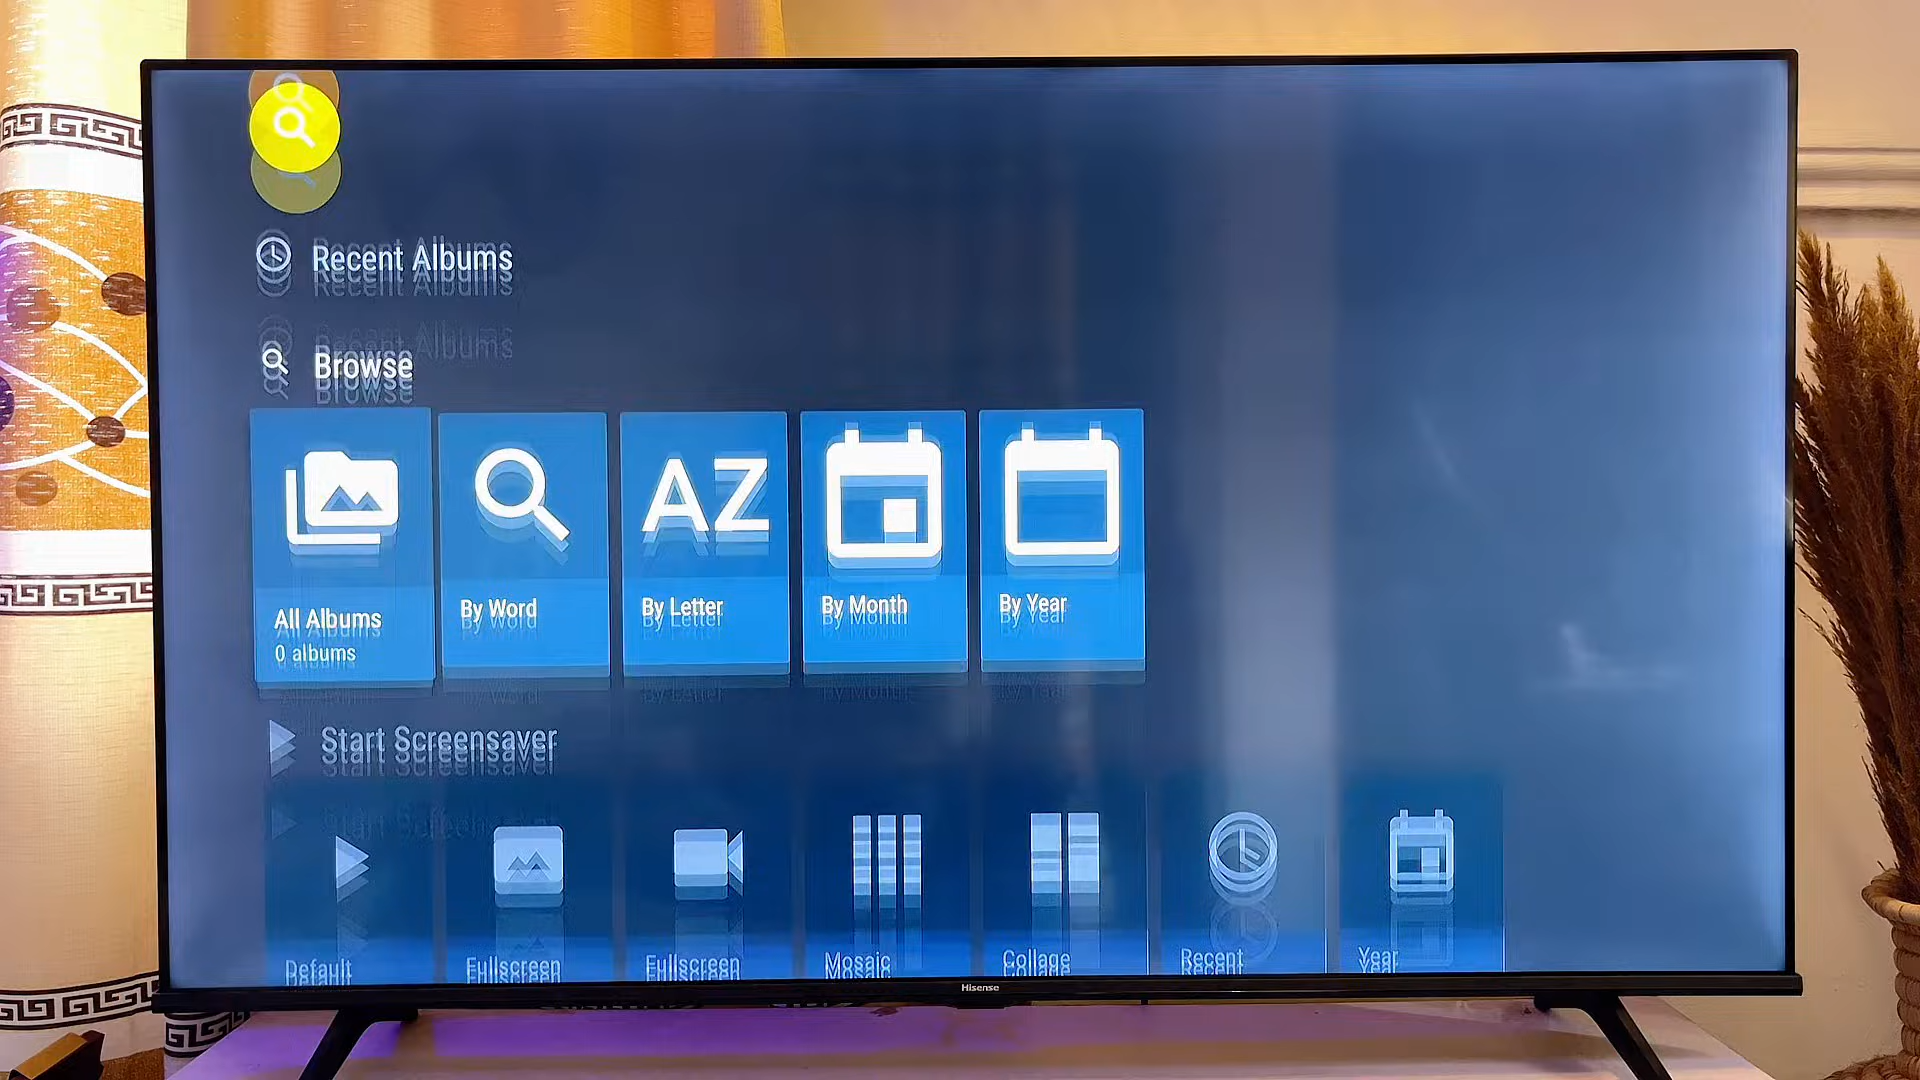 Recent Albums
Browse
AZ
All Albums
0 albums
By Word
By Letter
By Month
By Year
Start Screensaver
Default
Fullscreen
Fullscreen
Mosaic
Collage
Recent
Year
Hisense